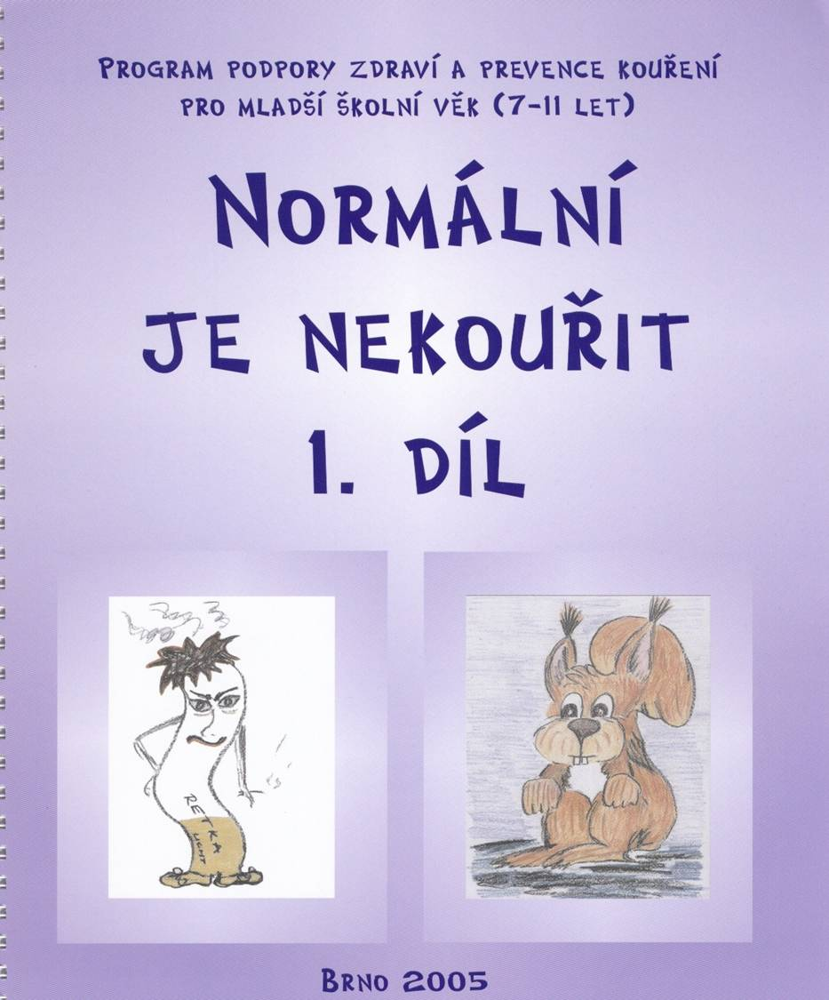 PROGRAM PODPORY ZDRAVÍ A PREVENCE KOUŘENÍ
PRO MLADŠÍ ŠKOLNÍ VĚK (7-11 LET)
NORMÁLNÍ
JE NEKOUŘIT
1. DÍL
RETKA
LIGHT
BRNO 2005